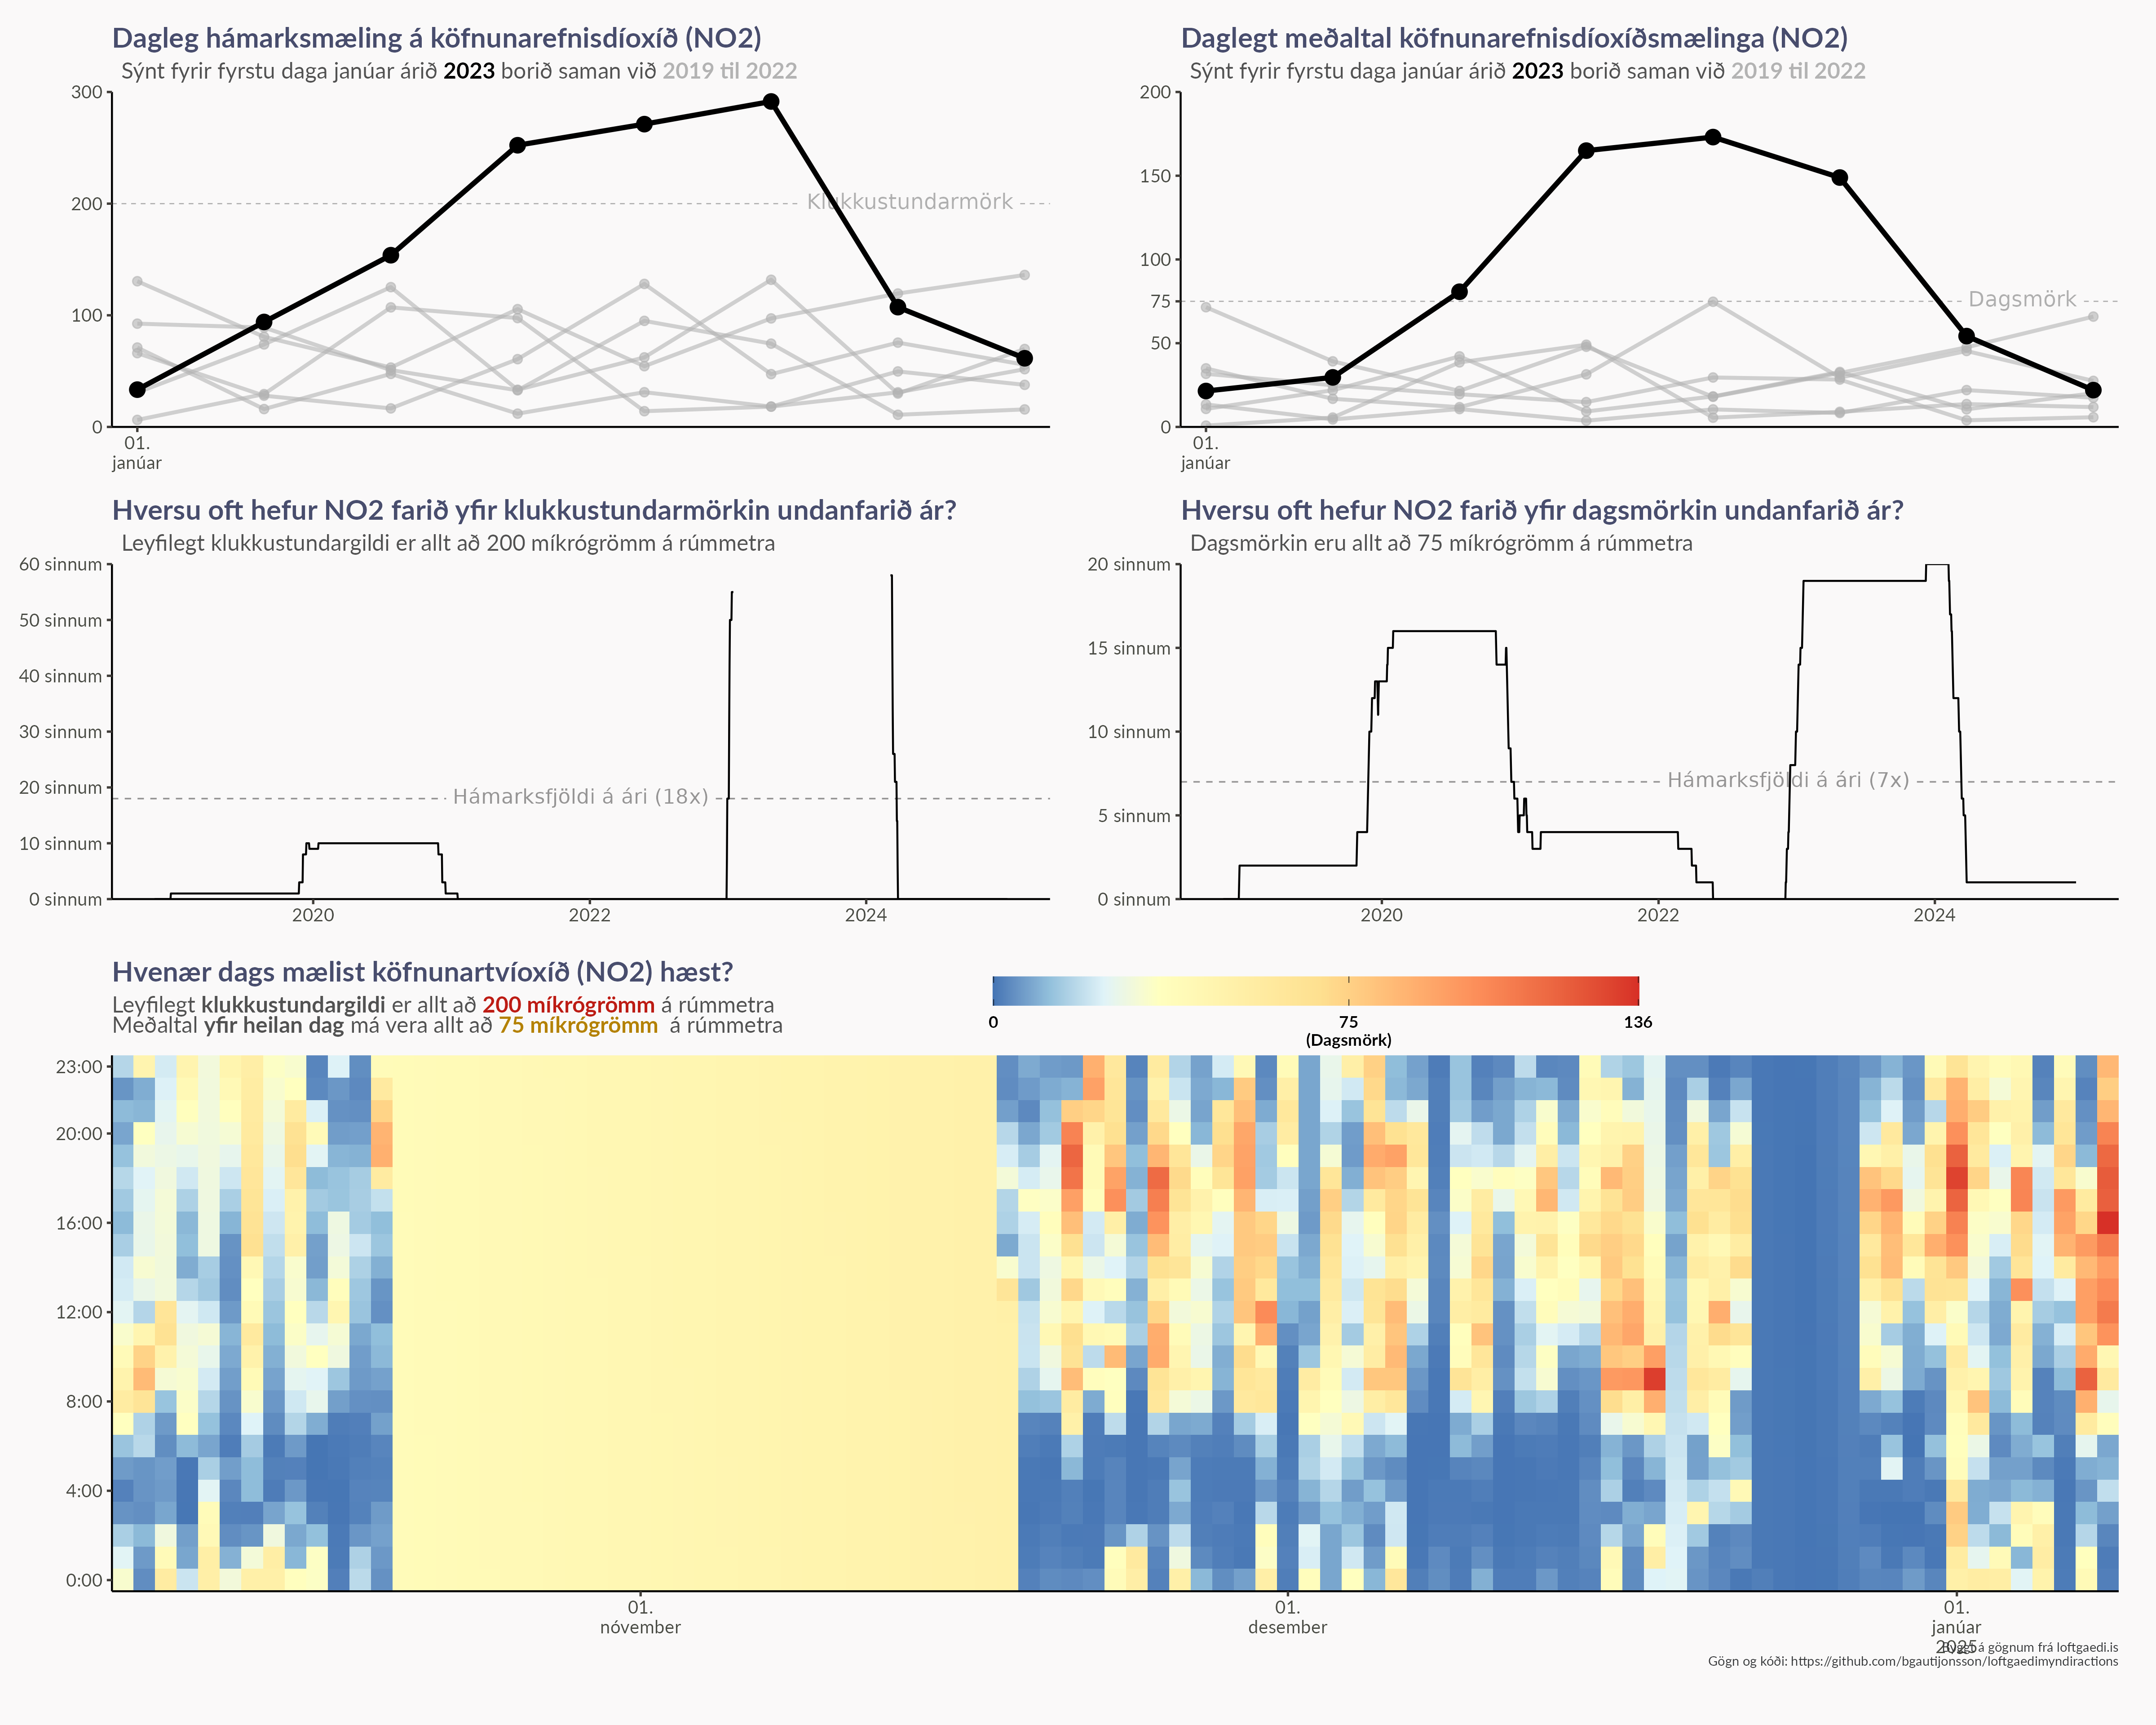 Dagleg hámarksmæling á köfnunarefnisdíoxíð (NO2)
Sýnt fyrir fyrstu daga janúar árið 2023 borið saman við 2019 til 2022
300
200
100
0
Klukkustundarmörk
01.
janúar
Daglegt meðaltal köfnunarefnisdíoxíðsmælinga (NO2)
Sýnt fyrir fyrstu daga janúar árið 2023 borið saman við 2019 til 2022
200
150
100
75
50
0
Dagsmörk
01.
janúar
Hversu oft hefur NO2 farið yfir klukkustundarmörkin undanfarið ár?
Leyfilegt klukkustundargildi er allt að 200 míkrógrömm á rúmmetra
60 sinnum
50 sinnum
40 sinnum
30 sinnum
20 sinnum
10 sinnum
0 sinnum
Hámarksfjöldi á ári (18x)
2020 2022 2024
Hversu oft hefur NO2 farið yfir dagsmörkin undanfarið ár?
Dagsmörkin eru allt að 75 míkrógrömm á rúmmetra
20 sinnum
15 sinnum
10 sinnum
5 sinnum
0 sinnum
Hámarksfjöldi á ári (7x)
2020 2022 2024
Hvenær dags mælist köfnunartvíoxíð (NO2) hæst?
Leyfilegt klukkustundargildi er allt að 200 míkrógrömm á rúmmetra
Meðaltal yfir heilan dag má vera allt að 75 míkrógrömm á rúmmetra
0 75 136
(Dagsmörk)
23:00
20:00
16:00
12:00
8:00
4:00
0:00
01. 01. 01.
nóvember desember janúar
2025
Byggt á gögnum frá loftgaedi.is
Gögn og kóði: https://github.com/bgautijonsson/loftgaedimyndiractions